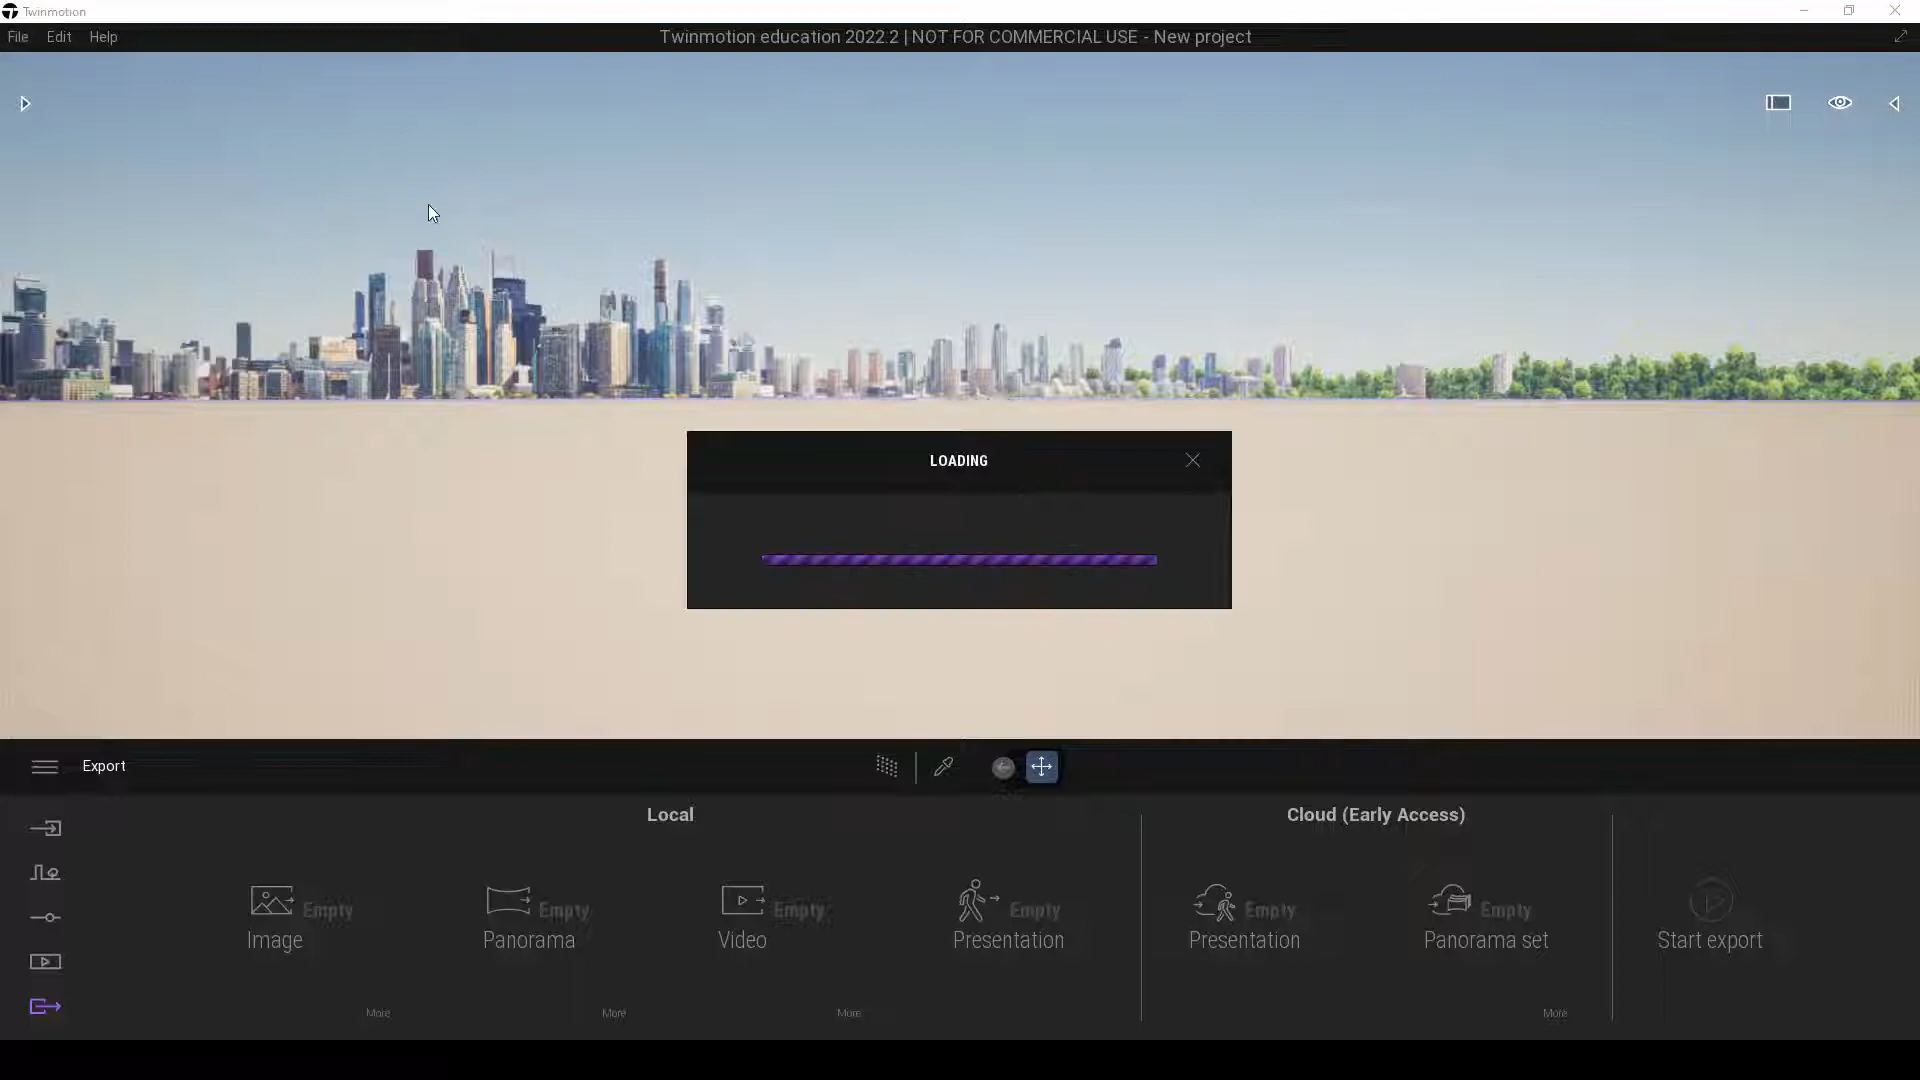 Twinmotion
File Edit Help
Twinmotion education 2022.2 | NOT FOR COMMERCIAL USE - New project
LOADING
Export
Local
Cloud (Early Access)
Empty
Image
Empty
Panorama
Empty
Video
Empty
Presentation
Empty
Presentation
Empty
Panorama set
Start export
More
More
More
More